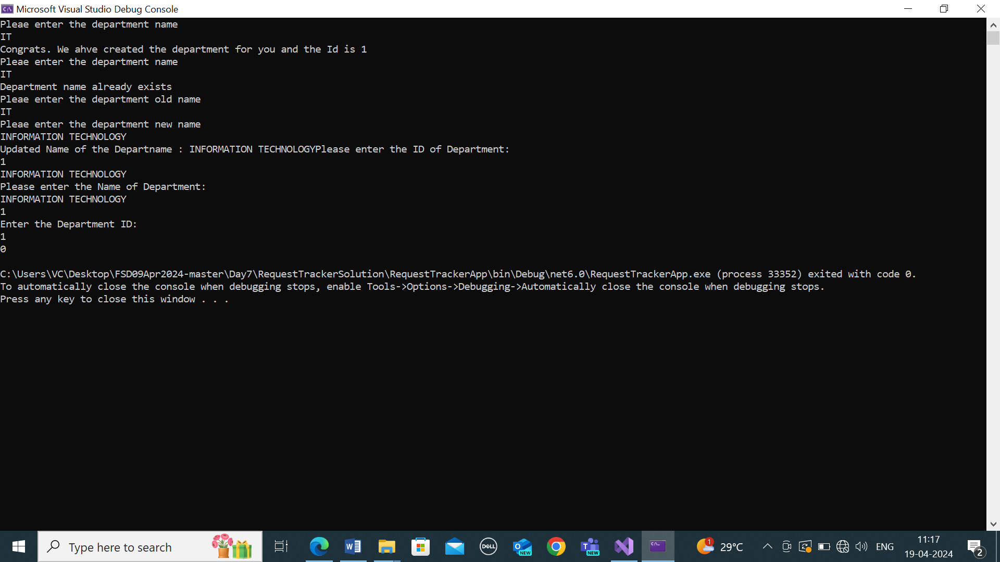 Microsoft Visual Studio Debug Console
Pleae enter the department name
IT
Congrats. We ahve created the department for you and the Id is 1
Pleae enter the department name
IT
Department name already exists
Pleae enter the department old name
IT
Pleae enter the department new name
INFORMATION TECHNOLOGY
Updated Name of the Departname : INFORMATION TECHNOLOGYPlease enter the ID of Department:
1
INFORMATION TECHNOLOGY
Please enter the Name of Department:
INFORMATION TECHNOLOGY
1
Enter the Department ID:
1
0
C:\Users\VC\Desktop\FSD09Apr2024-master\Day7\RequestTrackerSolution\RequestTrackerApp\bin\Debug\net6.0\RequestTrackerApp.exe (process 33352) exited with code 0.
To automatically close the console when debugging stops, enable Tools->Options->Debugging->Automatically close the console when debugging stops.
Press any key to close this window . . .
Type here to search
DELL
NEW
NEW
1
29°C
ENG
11:17
19-04-2024
2